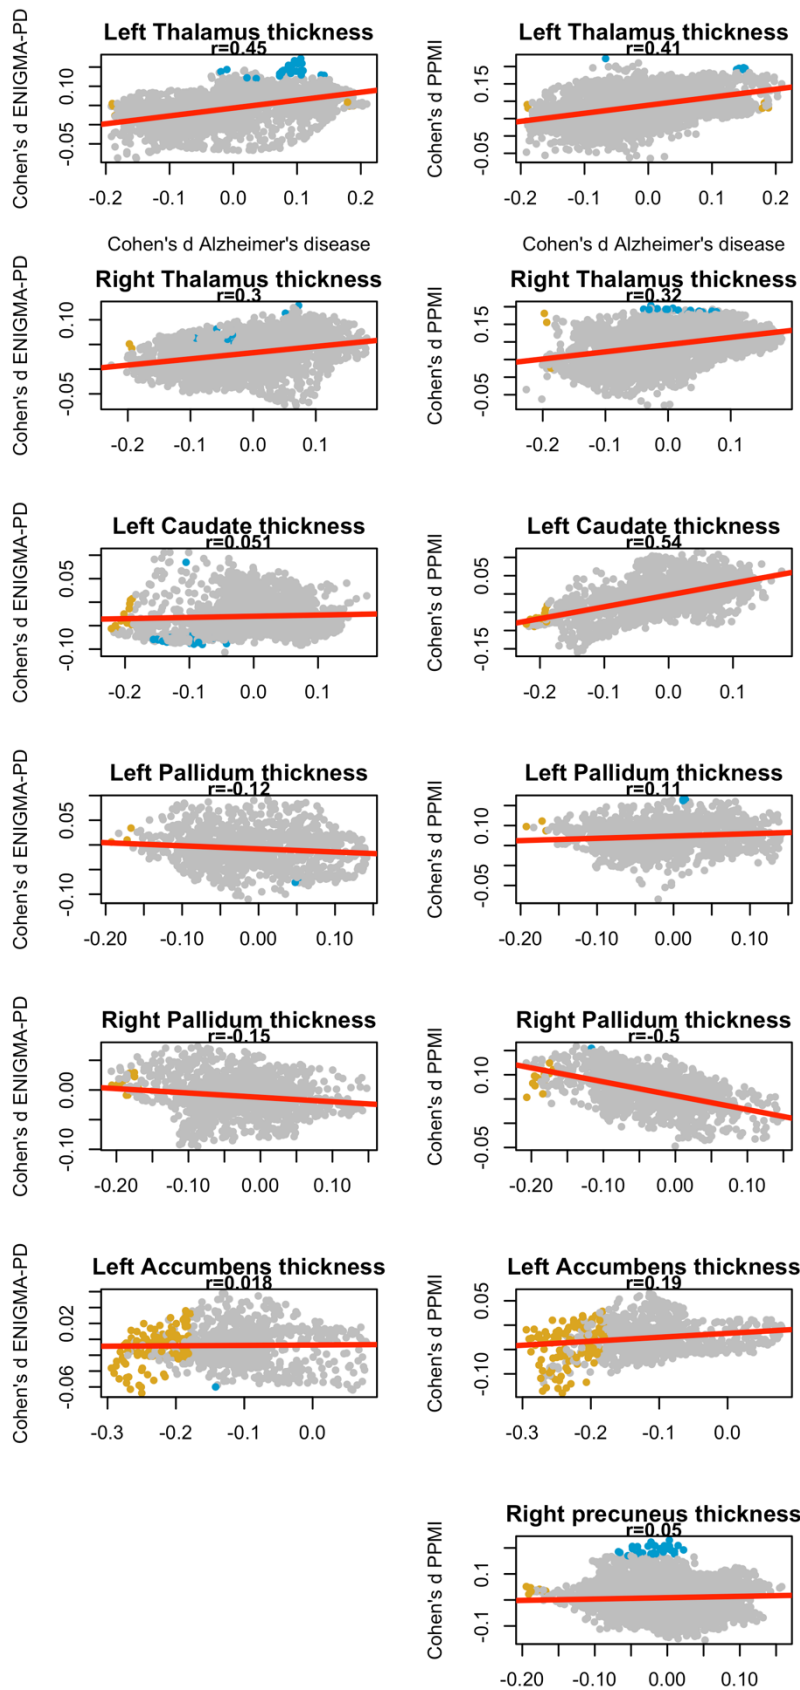 Left Thalamus thickness
r=0.45
Cohen's d ENIGMA-PD
0.10
-0.05
-0.2 -0.1 0.0 0.1 0.2
Cohen's d Alzheimer's disease
Left Thalamus thickness
r=0.41
Cohen's d PPMI
0.15
-0.05
-0.2 -0.1 0.0 0.1 0.2
Cohen's d Alzheimer's disease
Right Thalamus thickness
r=0.3
Cohen's d ENIGMA-PD
0.10
-0.05
-0.2 -0.1 0.0 0.1
Right Thalamus thickness
r=0.32
Cohen's d PPMI
0.15
-0.05
-0.2 -0.1 0.0 0.1
Left Caudate thickness
r=0.051
Cohen's d ENIGMA-PD
0.05
-0.10
-0.2 -0.1 0.0 0.1
Left Caudate thickness
r=0.54
Cohen's d PPMI
0.05
-0.15
-0.2 -0.1 0.0 0.1
Left Pallidum thickness
r=-0.12
Cohen's d ENIGMA-PD
0.05
-0.10
-0.20 -0.10 0.00 0.10
Left Pallidum thickness
r=0.11
Cohen's d PPMI
0.10
-0.05
-0.20 -0.10 0.00 0.10
Right Pallidum thickness
r=-0.15
Cohen's d ENIGMA-PD
0.00
-0.10
-0.20 -0.10 0.00 0.10
Right Pallidum thickness
r=-0.5
Cohen's d PPMI
0.10
-0.05
-0.20 -0.10 0.00 0.10
Left Accumbens thickness
r=0.018
Cohen's d ENIGMA-PD
0.02
-0.06
-0.3 -0.2 -0.1 0.0
Left Accumbens thickness
r=0.19
Cohen's d PPMI
0.05
-0.10
-0.3 -0.2 -0.1 0.0
Right precuneus thickness
r=0.05
Cohen's d PPMI
0.1
-0.1
-0.20 -0.10 0.00 0.10